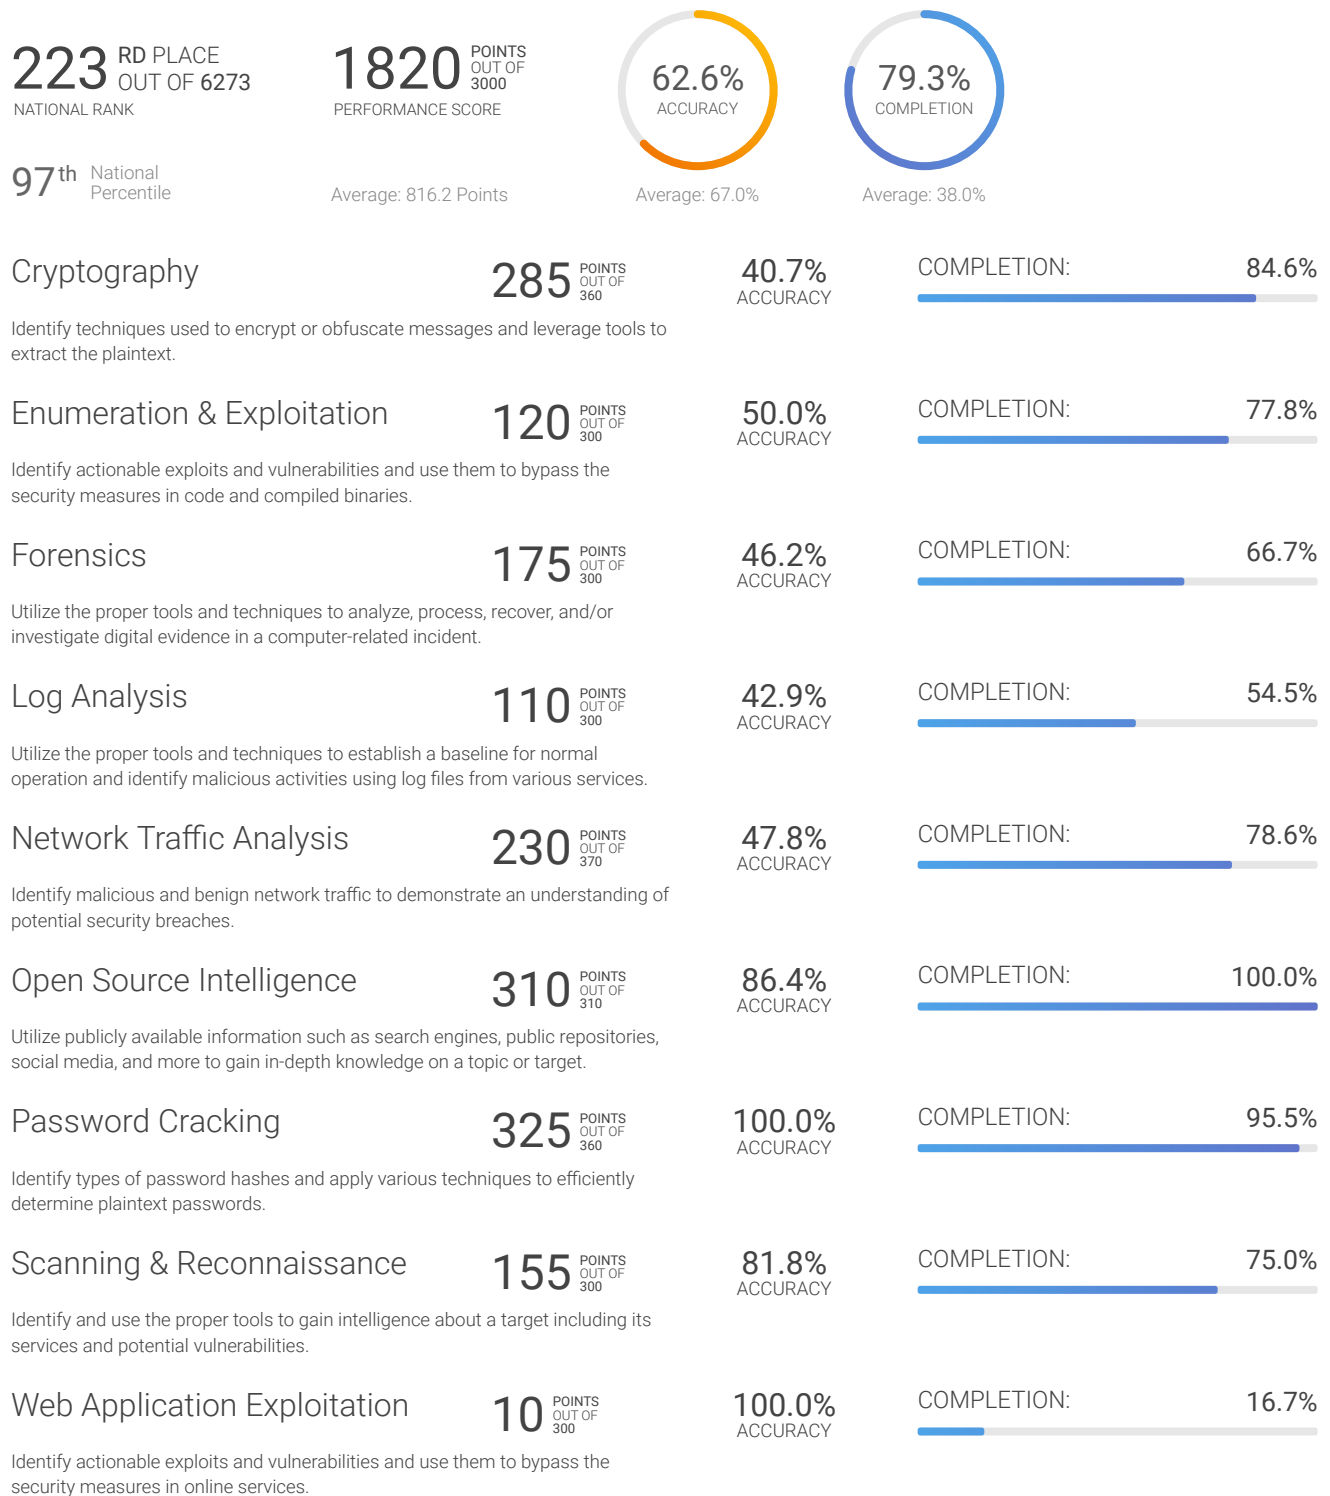 223 RD PLACE
OUT OF 6273
NATIONAL RANK
97th National
Percentile
1820 POINTS
OUT OF
3000
PERFORMANCE SCORE
Average: 816.2 Points
62.6%
ACCURACY
Average: 67.0%
79.3%
COMPLETION
Average: 38.0%
Cryptography
285 POINTS
OUT OF
360
40.7%
ACCURACY
COMPLETION: 84.6%
Identify techniques used to encrypt or obfuscate messages and leverage tools to
extract the plaintext.
Enumeration & Exploitation
120 POINTS
OUT OF
300
50.0%
ACCURACY
COMPLETION: 77.8%
Identify actionable exploits and vulnerabilities and use them to bypass the
security measures in code and compiled binaries.
Forensics
175 POINTS
OUT OF
300
46.2%
ACCURACY
COMPLETION: 66.7%
Utilize the proper tools and techniques to analyze, process, recover, and/or
investigate digital evidence in a computer-related incident.
Log Analysis
110 POINTS
OUT OF
300
42.9%
ACCURACY
COMPLETION: 54.5%
Utilize the proper tools and techniques to establish a baseline for normal
operation and identify malicious activities using log files from various services.
Network Traffic Analysis
230 POINTS
OUT OF
370
47.8%
ACCURACY
COMPLETION: 78.6%
Identify malicious and benign network traffic to demonstrate an understanding of
potential security breaches.
Open Source Intelligence
310 POINTS
OUT OF
310
86.4%
ACCURACY
COMPLETION: 100.0%
Utilize publicly available information such as search engines, public repositories,
social media, and more to gain in-depth knowledge on a topic or target.
Password Cracking
325 POINTS
OUT OF
360
100.0%
ACCURACY
COMPLETION: 95.5%
Identify types of password hashes and apply various techniques to efficiently
determine plaintext passwords.
Scanning & Reconnaissance
155 POINTS
OUT OF
300
81.8%
ACCURACY
COMPLETION: 75.0%
Identify and use the proper tools to gain intelligence about a target including its
services and potential vulnerabilities.
Web Application Exploitation
10 POINTS
OUT OF
300
100.0%
ACCURACY
COMPLETION: 16.7%
Identify actionable exploits and vulnerabilities and use them to bypass the
security measures in online services.